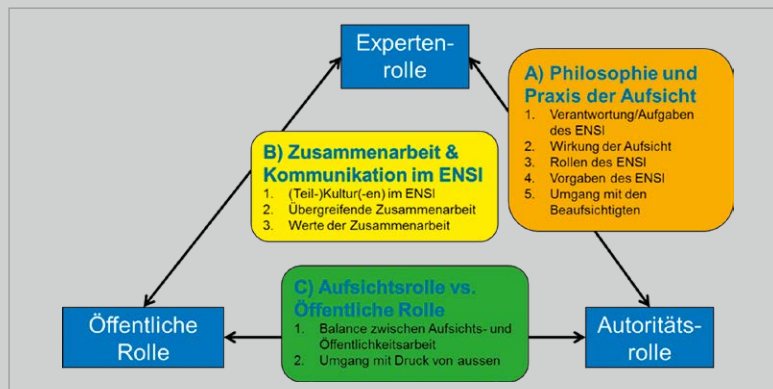 Experten-
rolle
A) Philosophie und
Praxis der Aufsicht
1. Verantwortung/Aufgaben
des ENSI
2. Wirkung der Aufsicht
3. Rollen des ENSI
4. Vorgaben des ENSI
5. Umgang mit den
Beaufsichtigten
B) Zusammenarbeit &
Kommunikation im ENSI
1. (Teil-)Kultur(-en) im ENSI
2. Übergreifende Zusammenarbeit
3. Werte der Zusammenarbeit
C) Aufsichtsrolle vs.
Öffentliche Rolle
1. Balance zwischen Aufsichts- und
Öffentlichkeitsarbeit
2. Umgang mit Druck von aussen
Öffentliche
Rolle
Autoritäts-
rolle